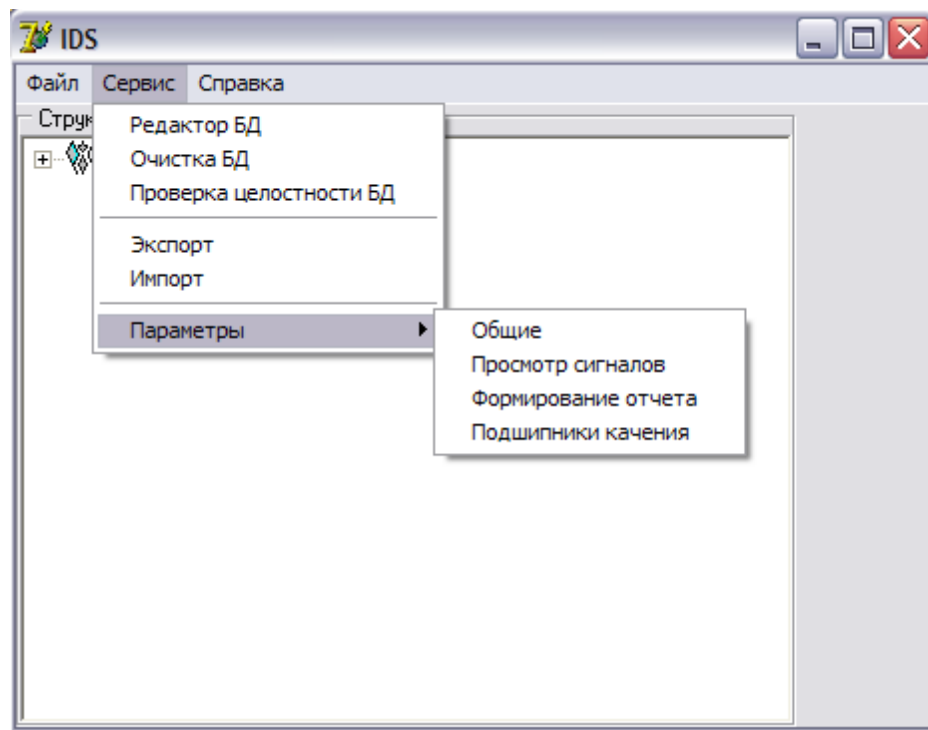 IDS
Файл Сервис Справка
Редактор БД
Очистка БД
Проверка целостности БД
Экспорт
Импорт
Параметры
Общие
Просмотр сигналов
Формирование отчета
Подшипники качения